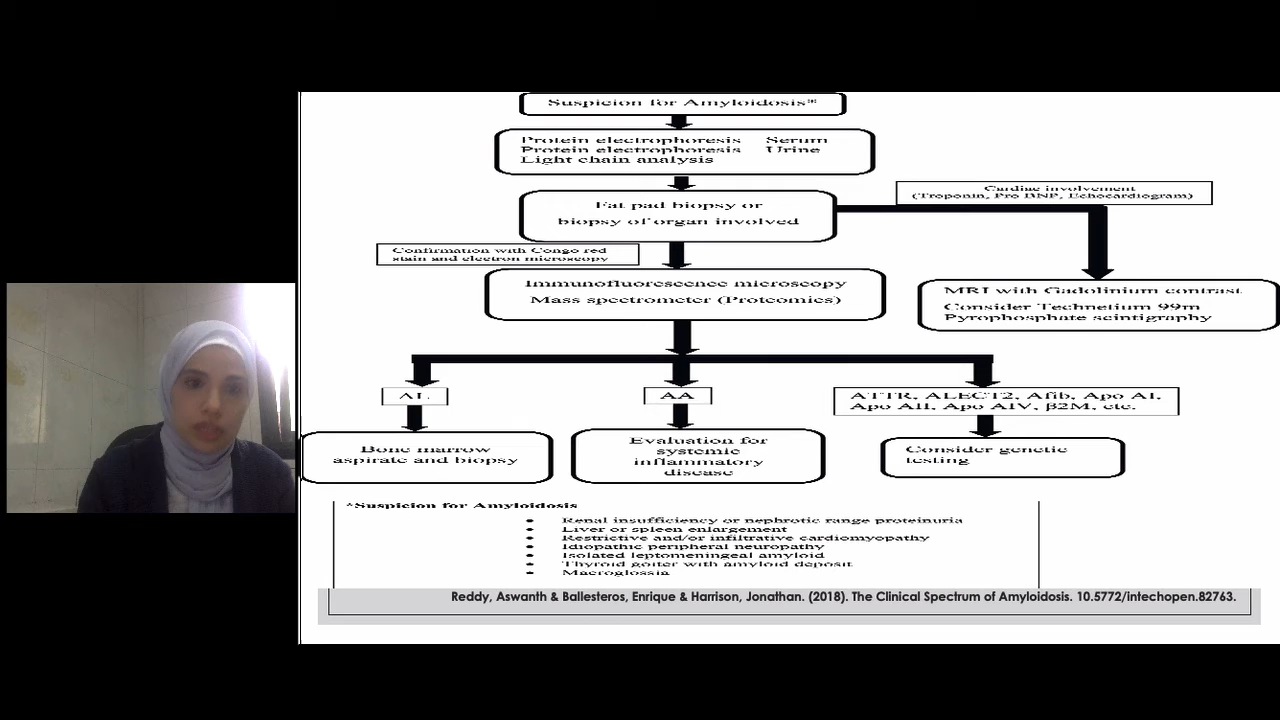 Suspicion for Amyloidosis*
Protein electrophoresis Serum
Protein electrophoresis Urine
Light chain analysis
Cardiac involvement
(Troponin, Pro BNP, Echocardiogram)
Fat pad biopsy or
biopsy of organ involved
Confirmation with Congo red
stain and electron microscopy
Immunofluorescence microscopy
Mass spectrometer (Proteomics)
MRI with Gadolinium contrast
Consider Technetium 99m
Pyrophosphate scintigraphy
AL
AA
ATTR, ALECT2, Afib, Apo AI,
Apo AII, Apo AIV, β2M, etc.
Bone marrow
aspirate and biopsy
Evaluation for
systemic
inflammatory
disease
Consider genetic
testing
*Suspicion for Amyloidosis
• Renal insufficiency or nephrotic range proteinuria
• Liver or spleen enlargement
• Restrictive and/or infiltrative cardiomyopathy
• Idiopathic peripheral neuropathy
• Isolated leptomeningeal amyloid
• Thyroid goiter with amyloid deposit
• Macroglossia
Reddy, Aswanth & Ballesteros, Enrique & Harrison, Jonathan. (2018). The Clinical Spectrum of Amyloidosis. 10.5772/intechopen.82763.